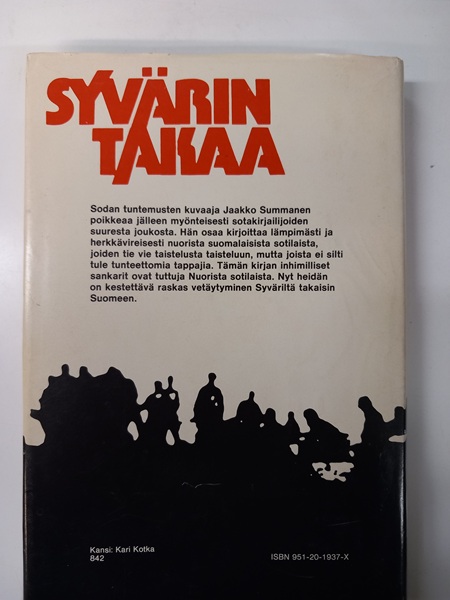 SYVÄRIN
TAKAA
Sodan tuntemusten kuvaaja Jaakko Summanen
poikkeaa jälleen myönteisesti sotakirjailijoiden
suuresta joukosta. Hän osaa kirjoittaa lämpimästi ja
herkkävireisesti nuorista suomalaisista sotilaista,
joiden tie vie taistelusta taisteluun, mutta joista ei silti
tule tunteettomia tappajia. Tämän kirjan inhimilliset
sankarit ovat tuttuja Nuorista sotilaista. Nyt heidän
on kestettävä raskas vetäytyminen Syväriltä takaisin
Suomeen.
Kansi: Kari Kotka
842
ISBN 951-20-1937-X